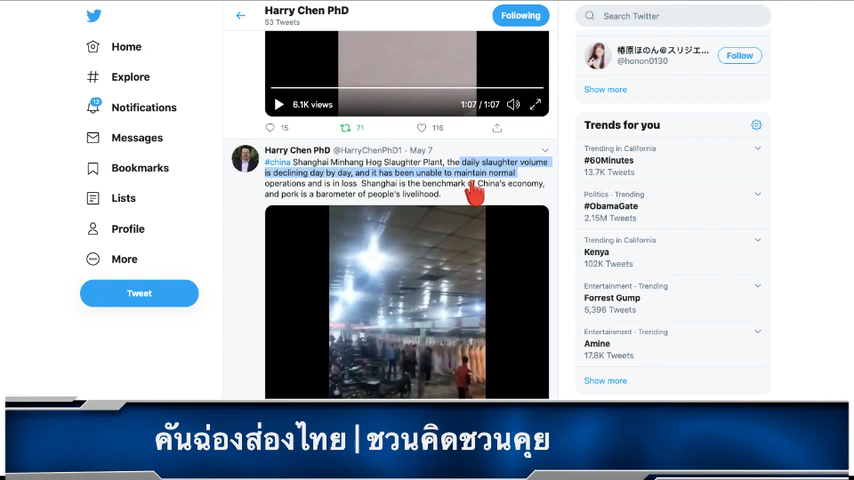 Harry Chen PhD
53 Tweets
Following
Search Twitter
Home
Explore
12
Notifications
Messages
Bookmarks
Lists
Profile
More
Tweet
6.1K views
1:07 / 1:07
15
71
116
Harry Chen PhD @HarryChenPhD1 · May 7
#china Shanghai Minhang Hog Slaughter Plant, the daily slaughter volume
is declining day by day, and it has been unable to maintain normal
operations and is in loss Shanghai is the benchmark of China's economy,
and pork is a barometer of people's livelihood.
椿原ほのん@スリジエ...
@honon0130
Follow
Show more
Trends for you
Trending in California
#60Minutes
13.7K Tweets
Politics · Trending
#ObamaGate
2.15M Tweets
Trending in California
Kenya
102K Tweets
Entertainment · Trending
Forrest Gump
5,396 Tweets
Entertainment · Trending
Amine
17.8K Tweets
Show more
คันฉ่องส่องไทย | ชวนคิดชวนคุย